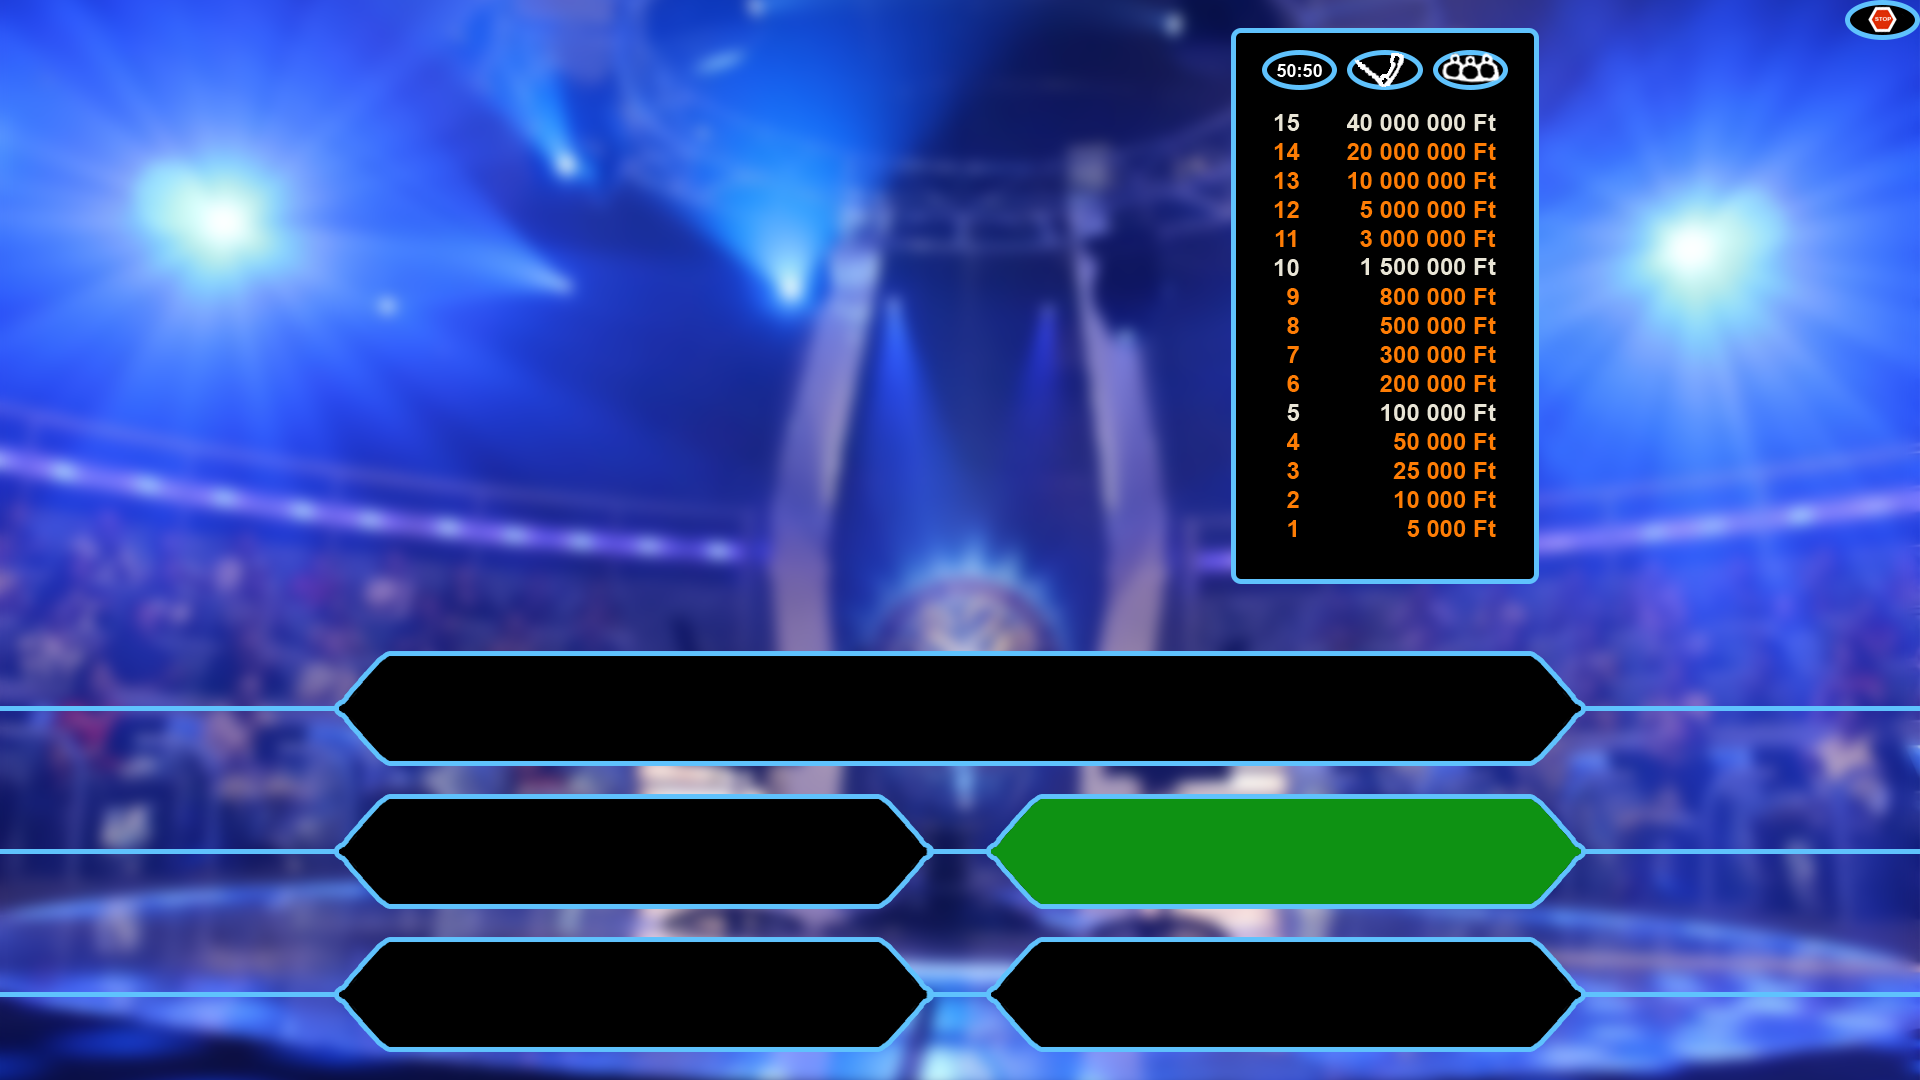 STOP
50:50
15 40 000 000 Ft
14 20 000 000 Ft
13 10 000 000 Ft
12 5 000 000 Ft
11 3 000 000 Ft
10 1 500 000 Ft
9 800 000 Ft
8 500 000 Ft
7 300 000 Ft
6 200 000 Ft
5 100 000 Ft
4 50 000 Ft
3 25 000 Ft
2 10 000 Ft
1 5 000 Ft